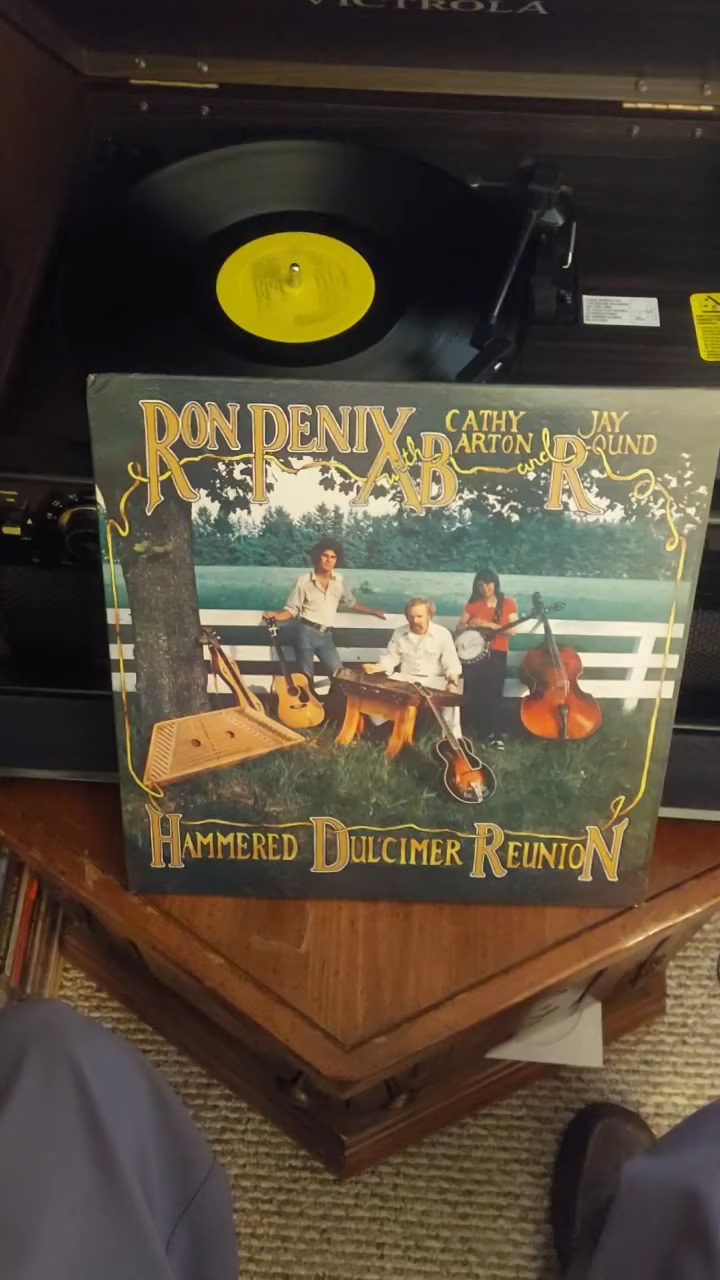 VICTROLA
RON PENIX with CATHY BARTON and JAY ROUND
HAMMERED DULCIMER REUNION